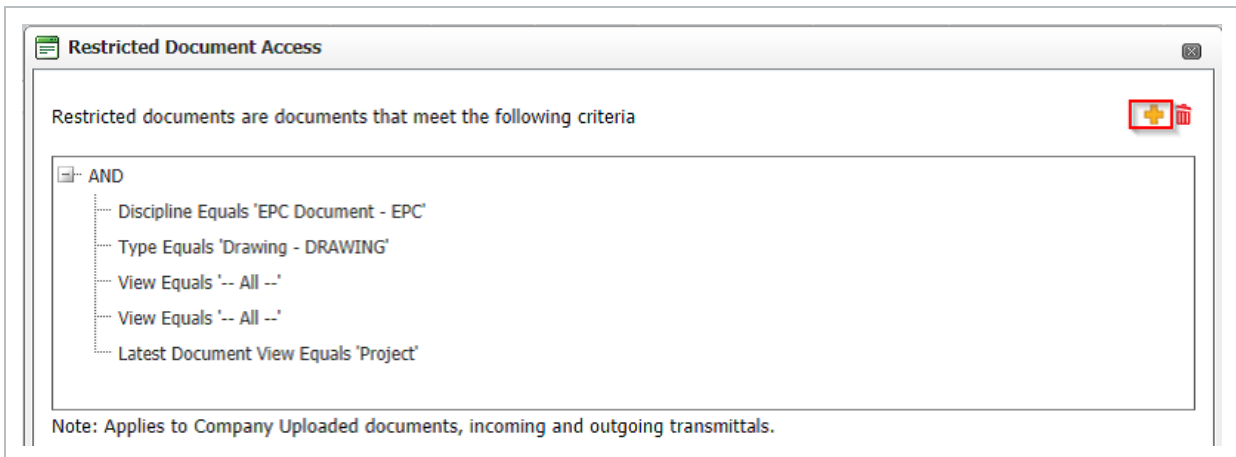 Restricted Document Access
Restricted documents are documents that meet the following criteria
AND
Discipline Equals 'EPC Document - EPC'
Type Equals 'Drawing - DRAWING'
View Equals '-- All --'
View Equals '-- All --'
Latest Document View Equals 'Project'
Note: Applies to Company Uploaded documents, incoming and outgoing transmittals.